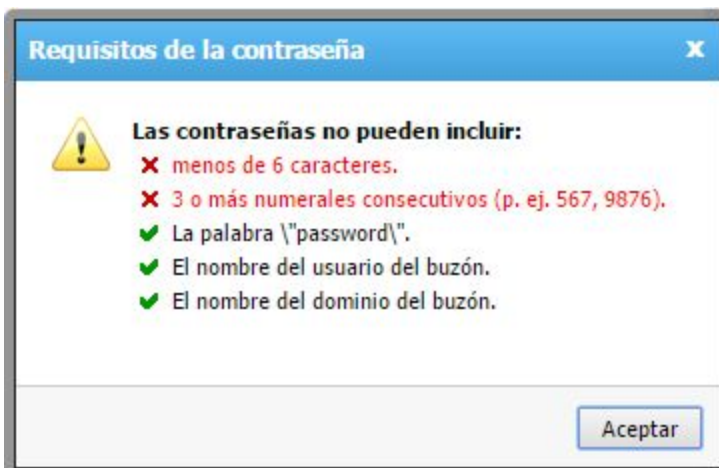 Requisitos de la contraseña
x
Las contraseñas no pueden incluir:
menos de 6 caracteres.
3 o más numerales consecutivos (p. ej. 567, 9876).
La palabra \"password\".
El nombre del usuario del buzón.
El nombre del dominio del buzón.
Aceptar